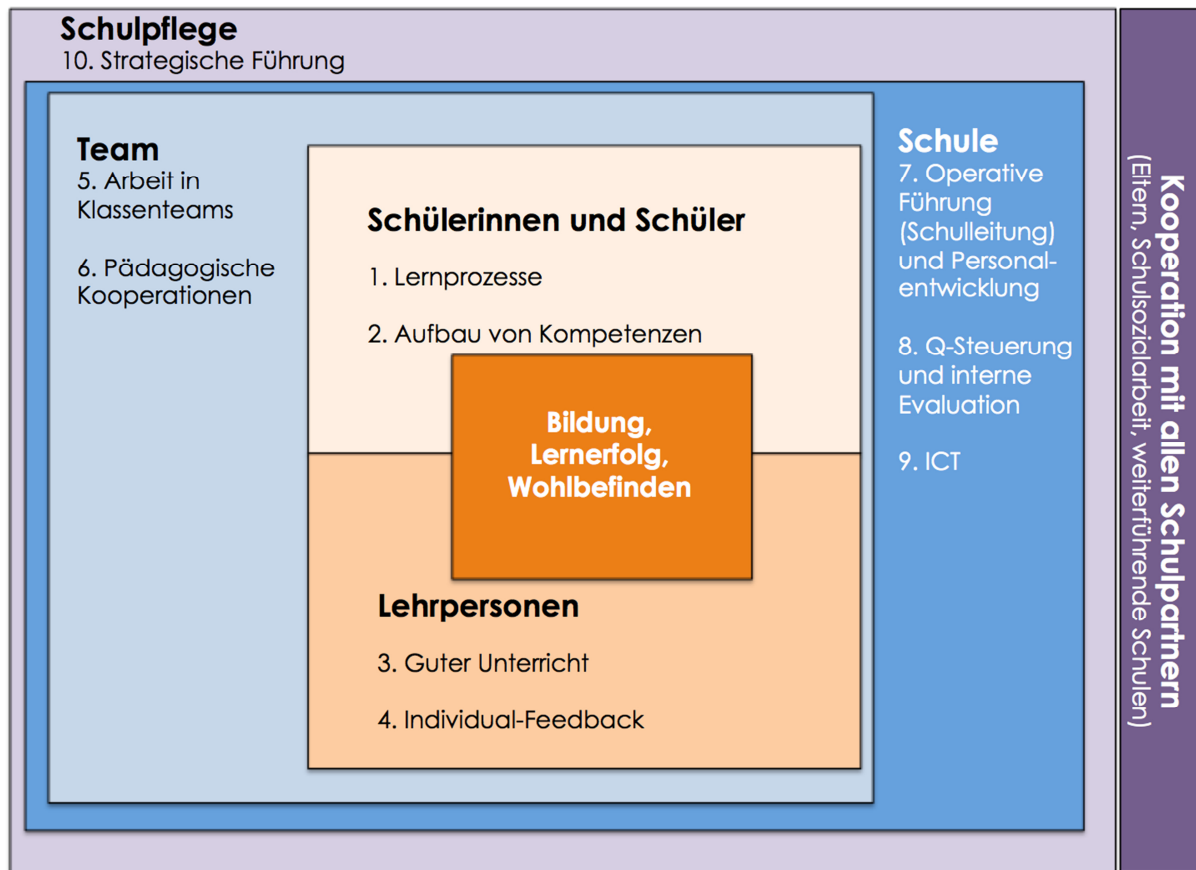 Schulpflege
10. Strategische Führung
Team
5. Arbeit in
Klassenteams
6. Pädagogische
Kooperationen
Schülerinnen und Schüler
1. Lernprozesse
2. Aufbau von Kompetenzen
Bildung,
Lernerfolg,
Wohlbefinden
Lehrpersonen
3. Guter Unterricht
4. Individual-Feedback
Schule
7. Operative
Führung
(Schulleitung)
und Personal-
entwicklung
8. Q-Steuerung
und interne
Evaluation
9. ICT
Kooperation mit allen Schulpartnern
(Eltern, Schulsozialarbeit, weiterführende Schulen)